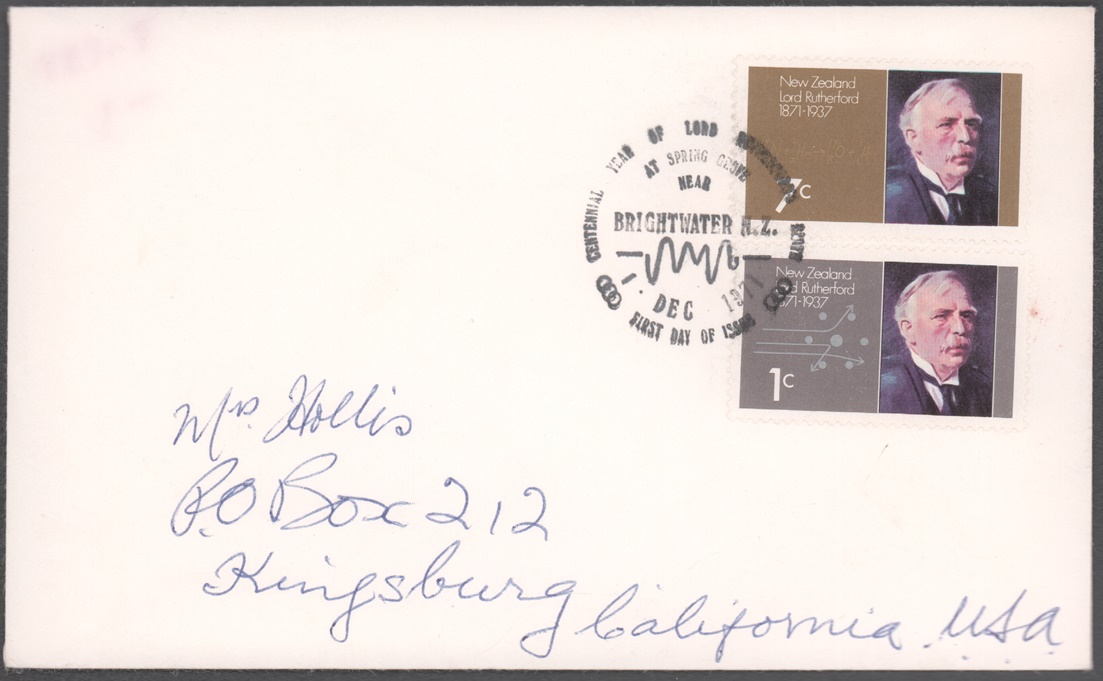 New Zealand
Lord Rutherford
1871-1937
7c
CENTENNIAL YEAR OF LORD
AT SPRING GROVE
NEAR
BRIGHTWATER N.Z.
1 DEC 1971
FIRST DAY OF ISSUE
New Zealand
Lord Rutherford
1871-1937
1c
Mrs Hollis
P.O Box 212
Kingsburg
California USA